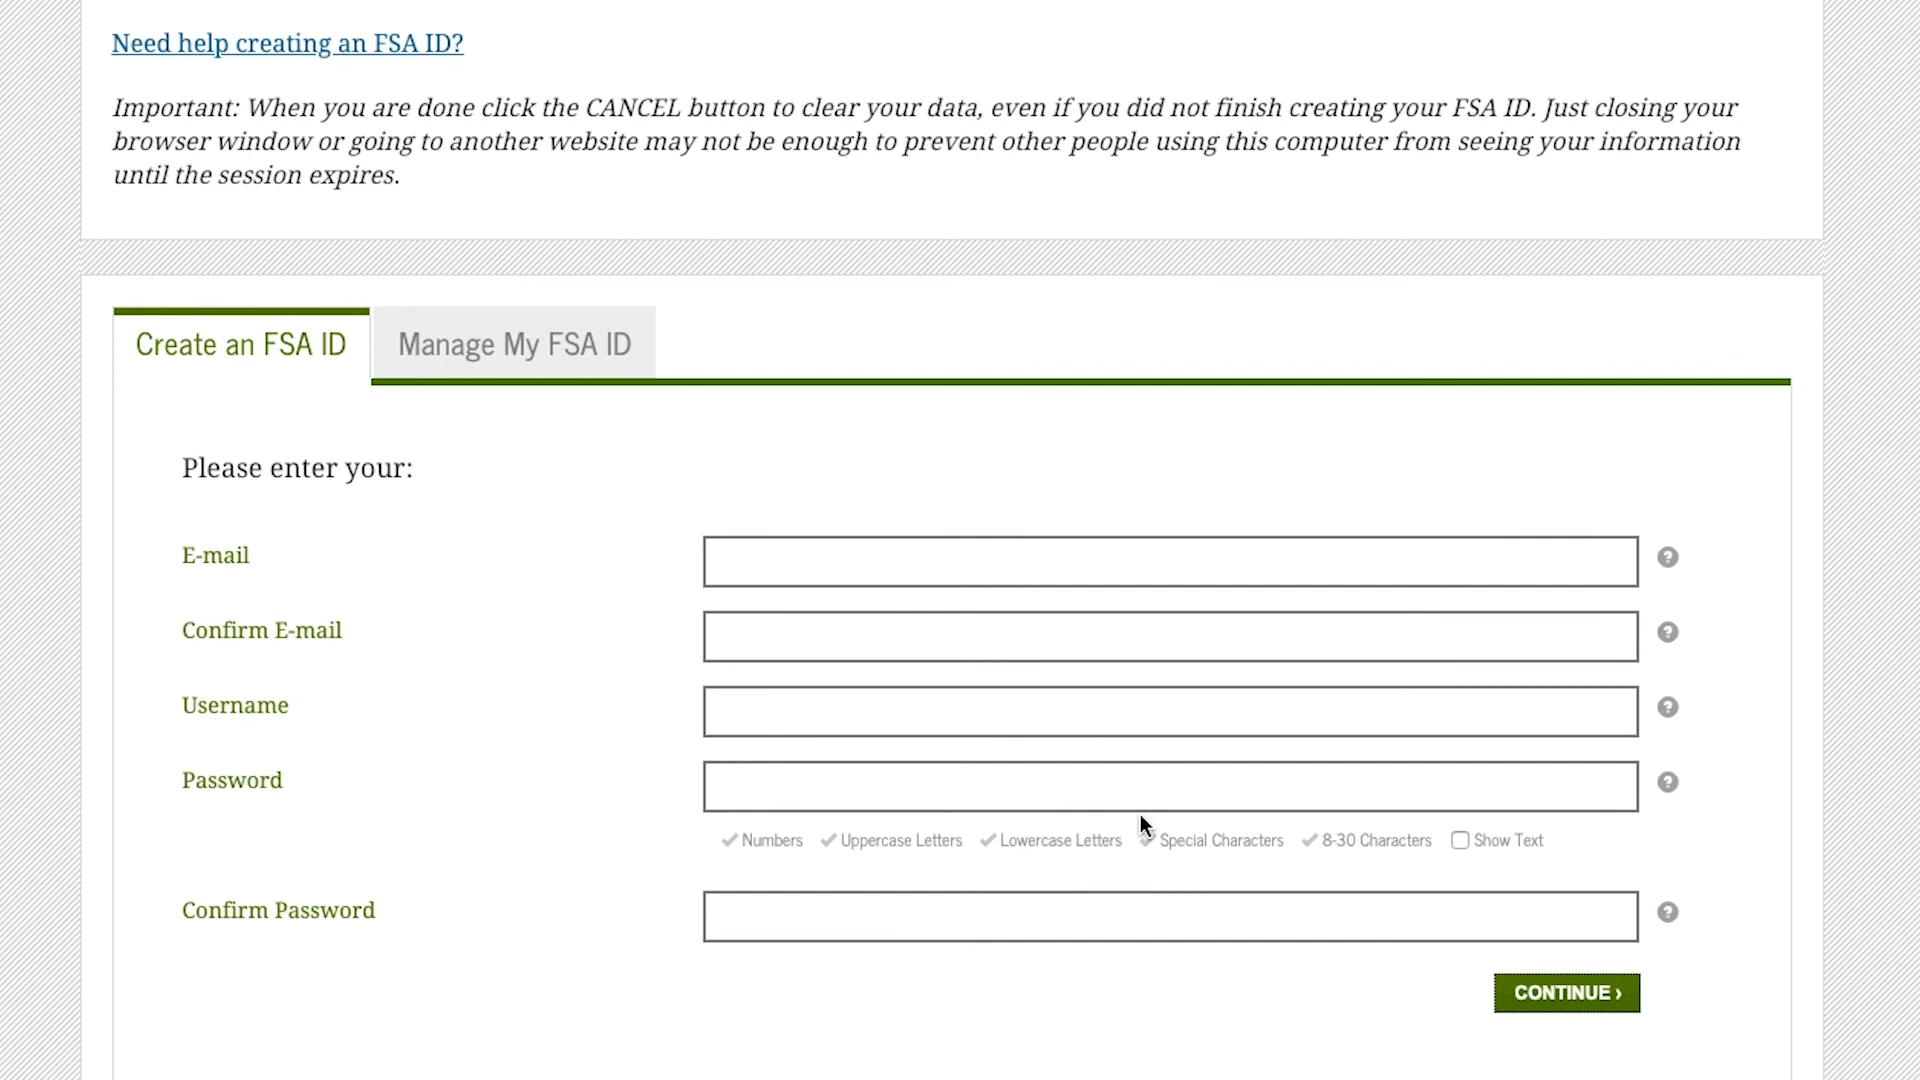 Need help creating an FSA ID?
Important: When you are done click the CANCEL button to clear your data, even if you did not finish creating your FSA ID. Just closing your
browser window or going to another website may not be enough to prevent other people using this computer from seeing your information
until the session expires.
Create an FSA ID Manage My FSA ID
Please enter your:
E-mail ?
Confirm E-mail ?
Username ?
Password ?
Numbers Uppercase Letters Lowercase Letters Special Characters 8-30 Characters Show Text
Confirm Password ?
CONTINUE ›